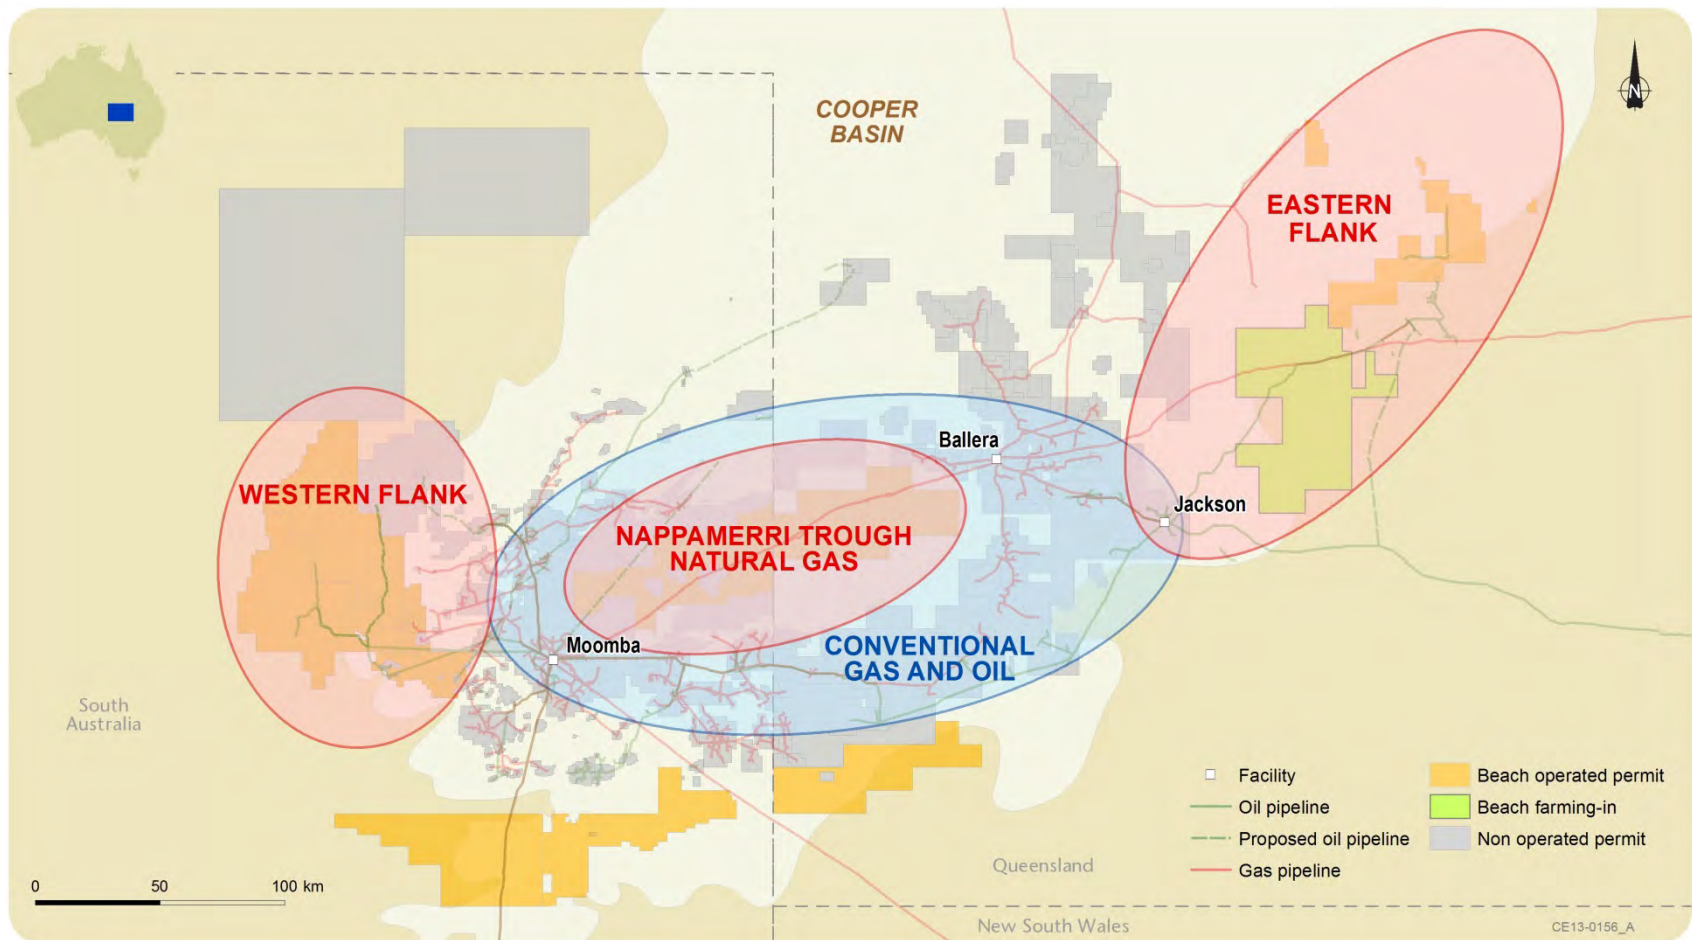 COOPER
BASIN
N
EASTERN
FLANK
Ballera
WESTERN FLANK
Jackson
NAPPAMERRI TROUGH
NATURAL GAS
Moomba
CONVENTIONAL
GAS AND OIL
South
Australia
Facility
Oil pipeline
Proposed oil pipeline
Gas pipeline
Beach operated permit
Beach farming-in
Non operated permit
Queensland
0 50 100 km
New South Wales
CE13-0156_A